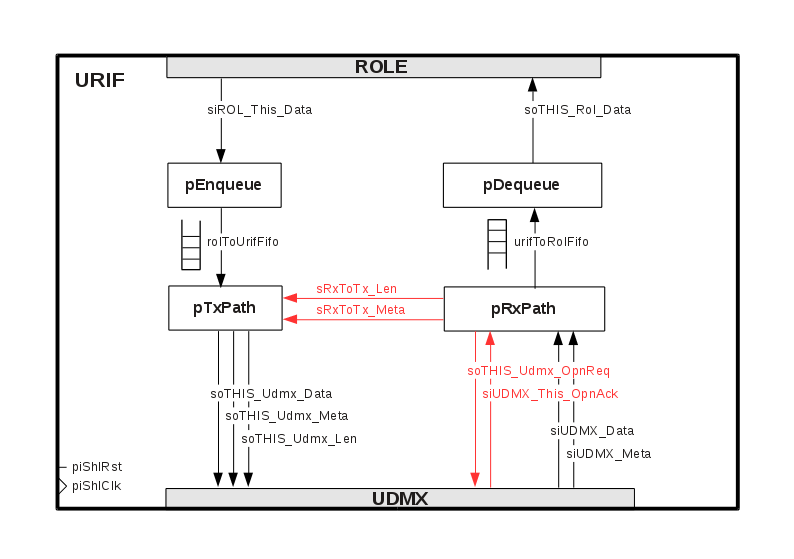 ROLE
URIF
siROL_This_Data
soTHIS_Rol_Data
pEnqueue
pDequeue
rolToUrifFifo
urifToRolFifo
sRxToTx_Len
sRxToTx_Meta
pTxPath
pRxPath
soTHIS_Udmx_OpnReq
siUDMX_This_OpnAck
soTHIS_Udmx_Data
soTHIS_Udmx_Meta
soTHIS_Udmx_Len
siUDMX_Data
siUDMX_Meta
piShlRst
piShlClk
UDMX